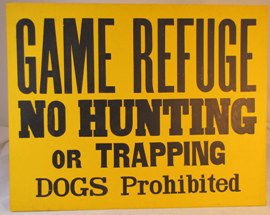 GAME REFUGE
NO HUNTING
OR TRAPPING
DOGS Prohibited